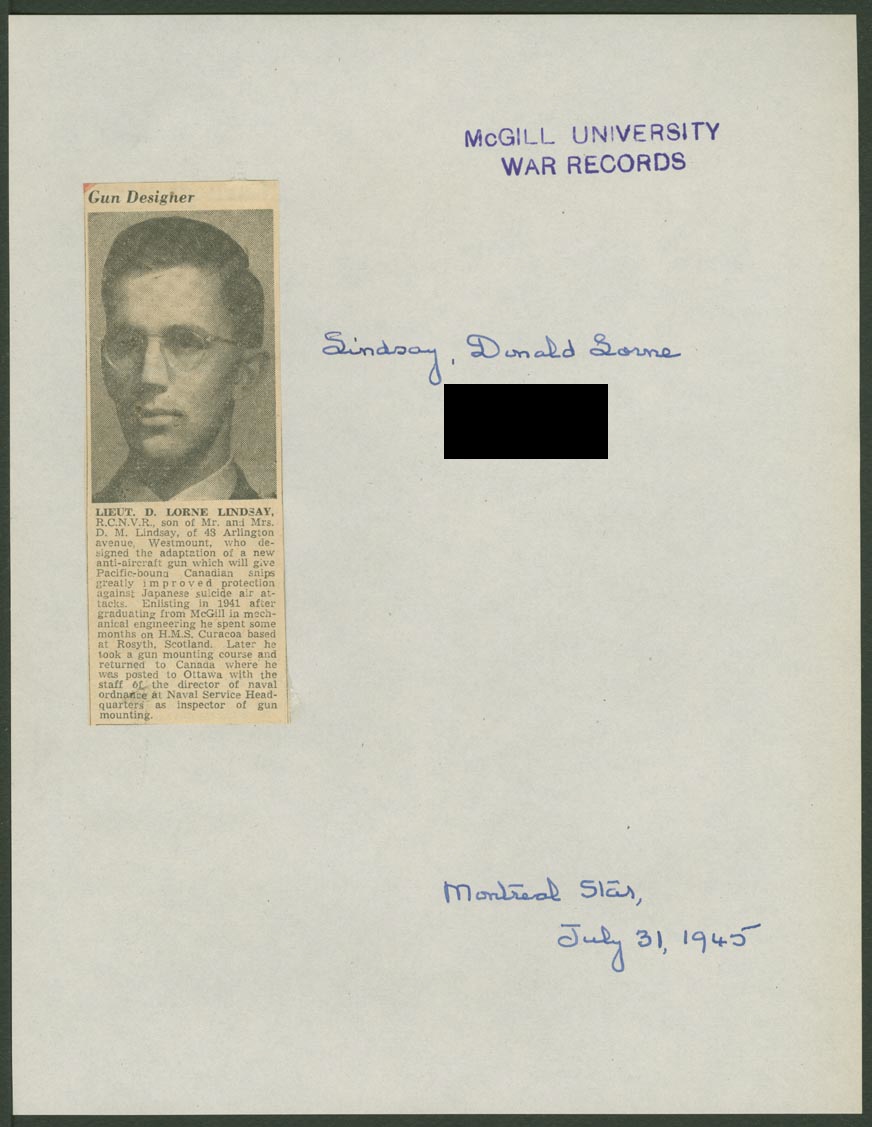 McGILL UNIVERSITY
WAR RECORDS
Gun Designer
Lindsay, Donald Lorne
LIEUT. D. LORNE LINDSAY,
R.C.N.V.R., son of Mr. and Mrs.
D. M. Lindsay, of 48 Arlington
avenue, Westmount, who de-
signed the adaptation of a new
anti-aircraft gun which will give
Pacific-bound Canadian ships
greatly improved protection
against Japanese suicide air at-
tacks. Enlisting in 1941 after
graduating from McGill in mech-
anical engineering he spent some
months on H.M.S. Curacoa based
at Rosyth, Scotland. Later he
took a gun mounting course and
returned to Canada where he
was posted to Ottawa with the
staff of the director of naval
ordnance at Naval Service Head-
quarters as inspector of gun
mounting.
Montreal Star,
July 31, 1945